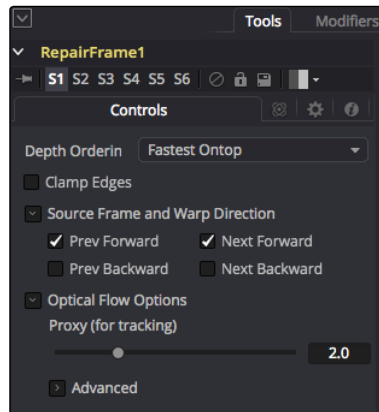 Tools Modifiers
RepairFrame1
S1 S2 S3 S4 S5 S6
Controls
Depth Orderin Fastest Ontop
Clamp Edges
Source Frame and Warp Direction
Prev Forward Next Forward
Prev Backward Next Backward
Optical Flow Options
Proxy (for tracking)
2.0
Advanced